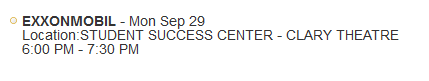 EXXONMOBIL - Mon Sep 29
Location:STUDENT SUCCESS CENTER - CLARY THEATRE
6:00 PM - 7:30 PM